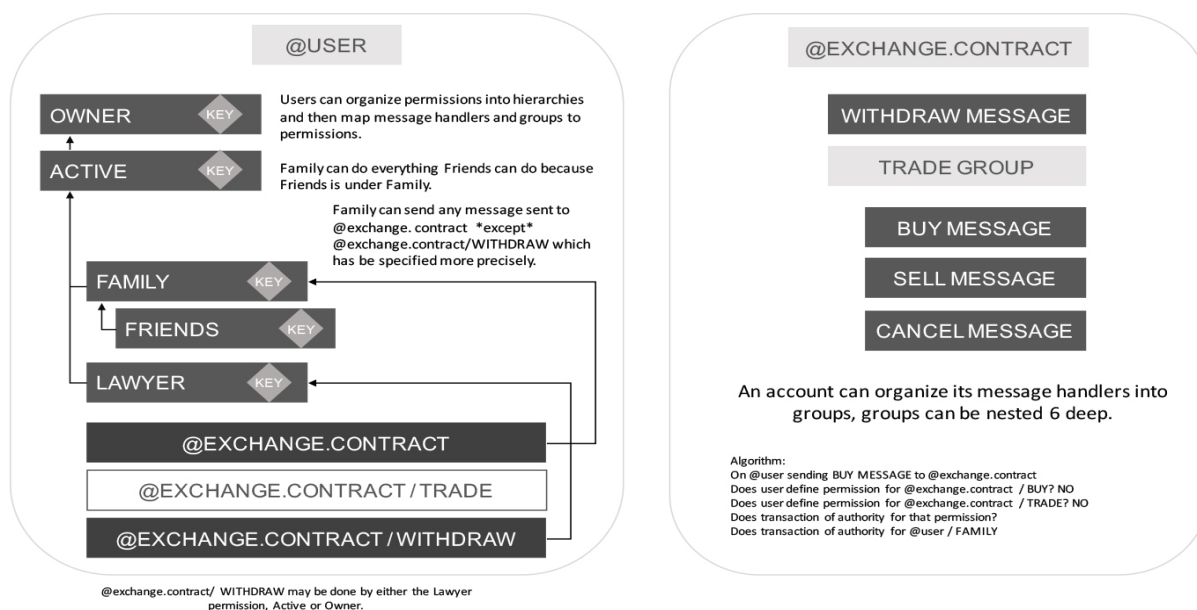 @USER
OWNER KEY
Users can organize permissions into hierarchies
and then map message handlers and groups to
permissions.
ACTIVE KEY
Family can do everything Friends can do because
Friends is under Family.
Family can send any message sent to
@exchange. contract *except*
@exchange.contract/WITHDRAW which
has be specified more precisely.
FAMILY KEY
FRIENDS KEY
LAWYER KEY
@EXCHANGE.CONTRACT
@EXCHANGE.CONTRACT / TRADE
@EXCHANGE.CONTRACT / WITHDRAW
@exchange.contract/ WITHDRAW may be done by either the Lawyer
permission, Active or Owner.
@EXCHANGE.CONTRACT
WITHDRAW MESSAGE
TRADE GROUP
BUY MESSAGE
SELL MESSAGE
CANCEL MESSAGE
An account can organize its message handlers into
groups, groups can be nested 6 deep.
Algorithm:
On @user sending BUY MESSAGE to @exchange.contract
Does user define permission for @exchange.contract / BUY? NO
Does user define permission for @exchange.contract / TRADE? NO
Does transaction of authority for that permission?
Does transaction of authority for @user / FAMILY